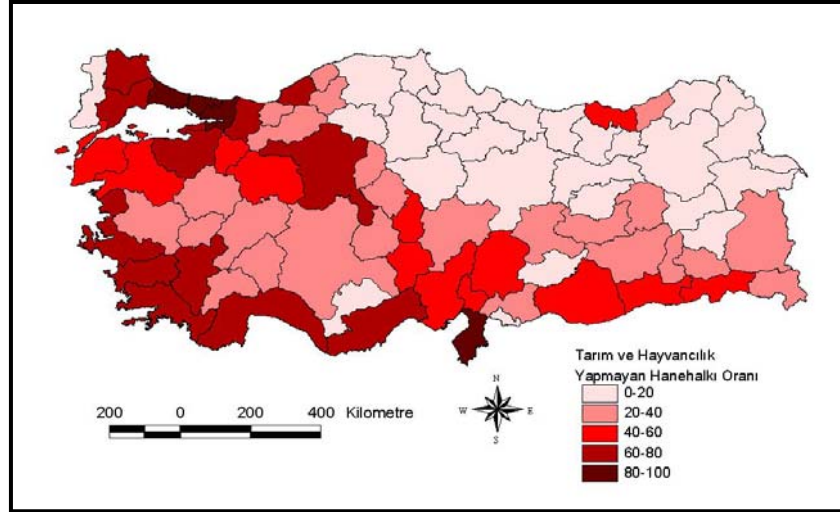 Tarım ve Hayvancılık
Yapmayan Hanehalkı Oranı
0-20
20-40
40-60
60-80
80-100
200 0 200 400 Kilometre
N
W E
S